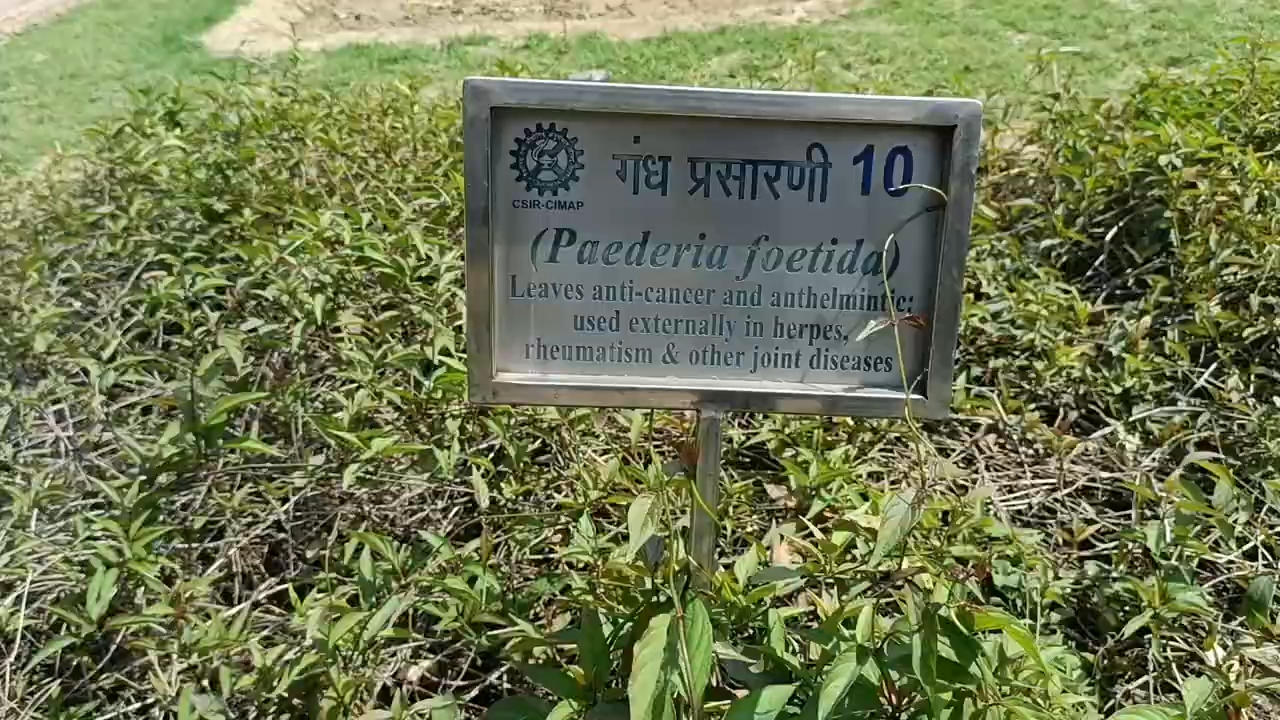 CSIR-CIMAP
गंध प्रसारणी 10
(Paederia foetida)
Leaves anti-cancer and anthelmintic;
used externally in herpes,
rheumatism & other joint diseases